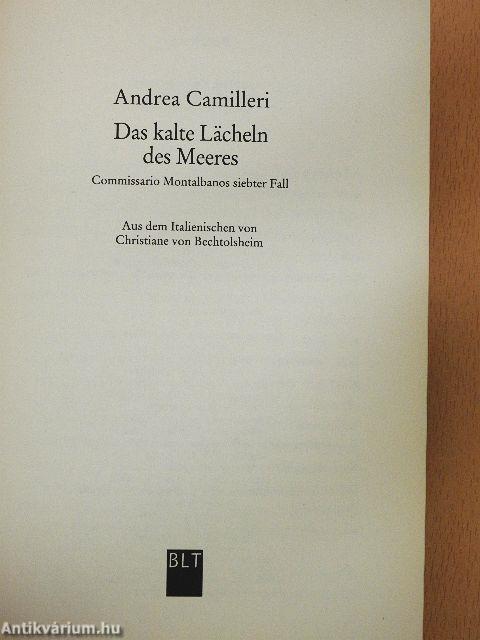 Andrea Camilleri
Das kalte Lächeln
des Meeres
Commissario Montalbanos siebter Fall
Aus dem Italienischen von
Christiane von Bechtolsheim
BLT
Antikvárium.hu